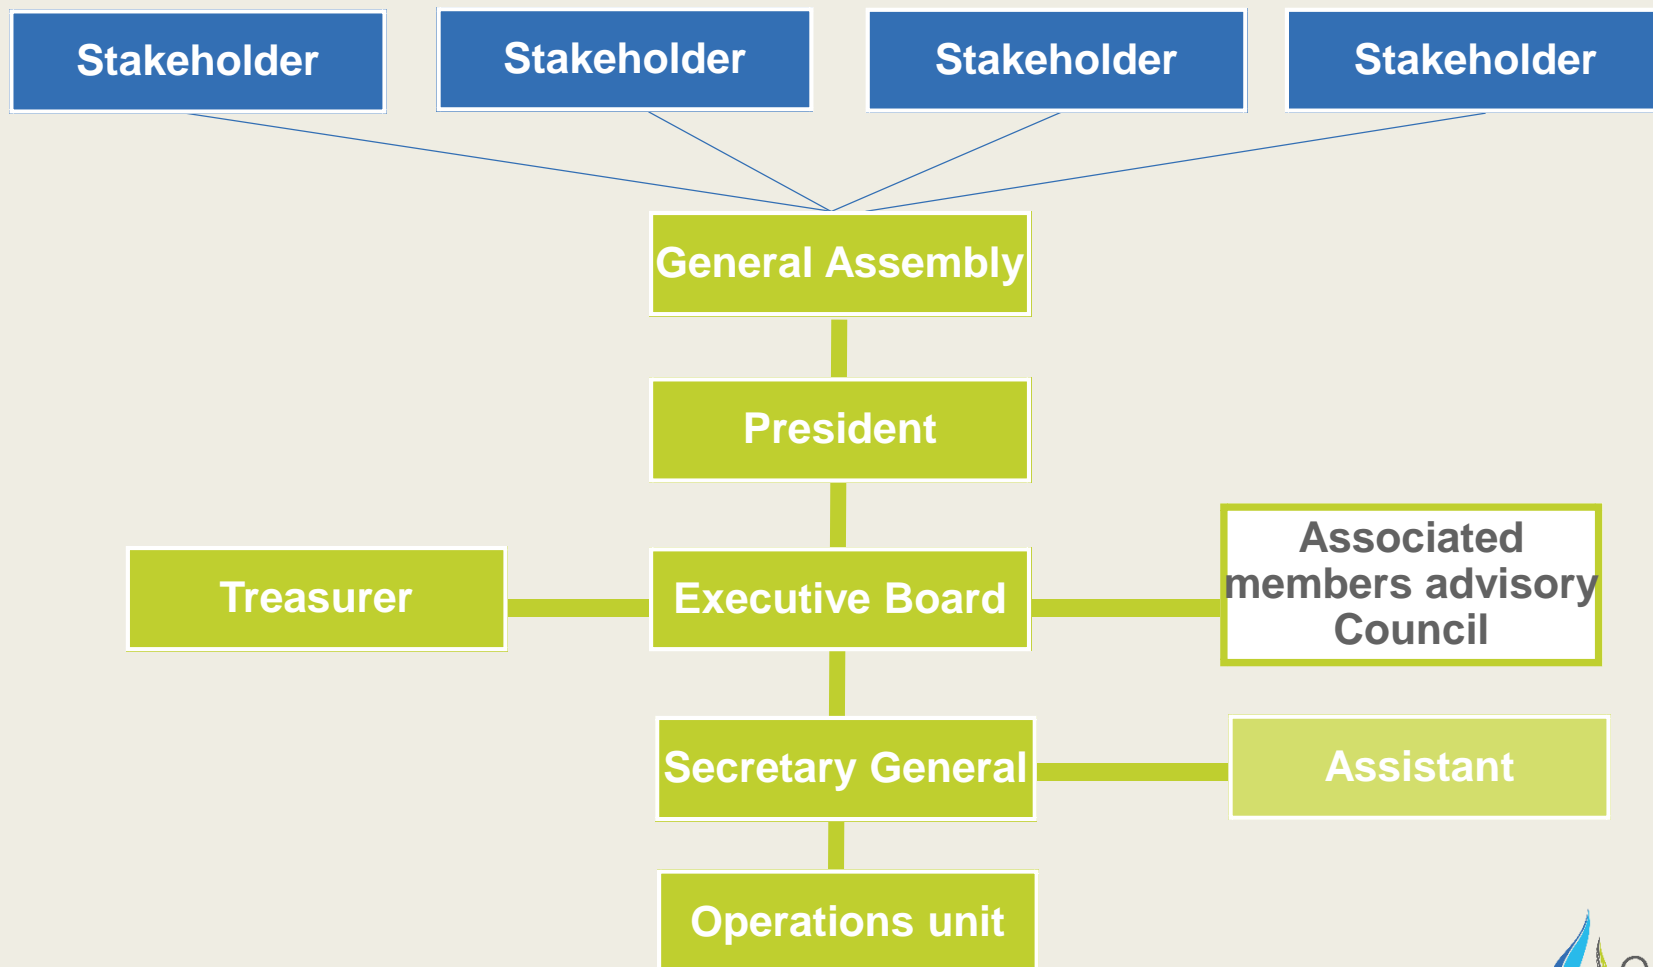 Stakeholder
Stakeholder
Stakeholder
Stakeholder
General Assembly
President
Treasurer
Executive Board
Associated
members advisory
Council
Secretary General
Assistant
Operations unit